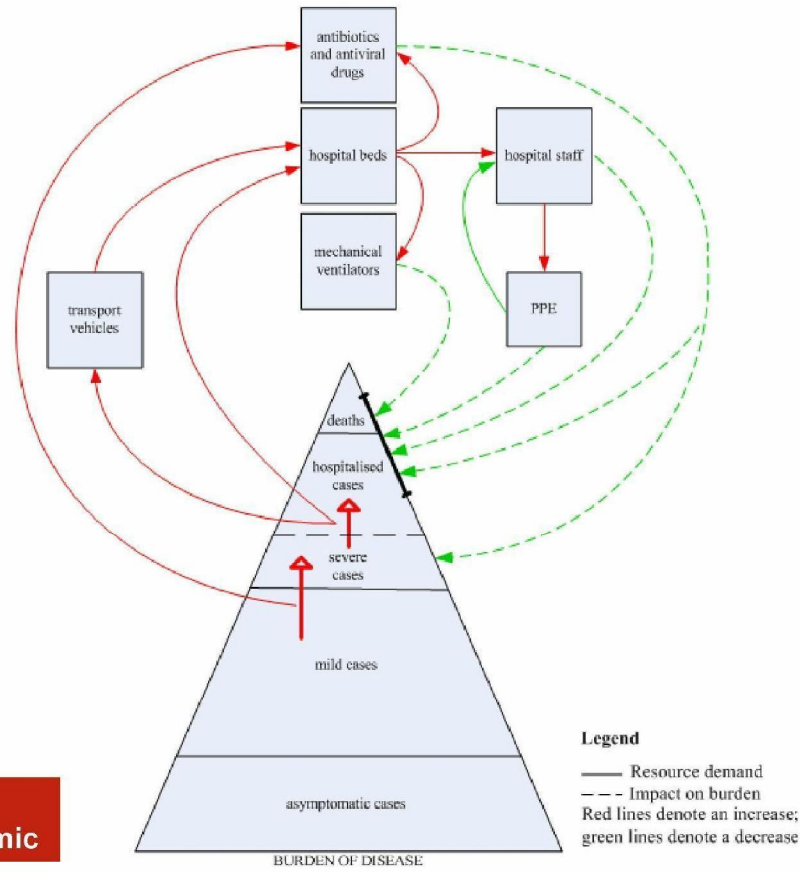 antibiotics
and antiviral
drugs
hospital beds
hospital staff
mechanical
ventilators
transport
vehicles
PPE
deaths
hospitalised
cases
severe
cases
mild cases
asymptomatic cases
BURDEN OF DISEASE
Legend
Resource demand
Impact on burden
Red lines denote an increase;
green lines denote a decrease
mic